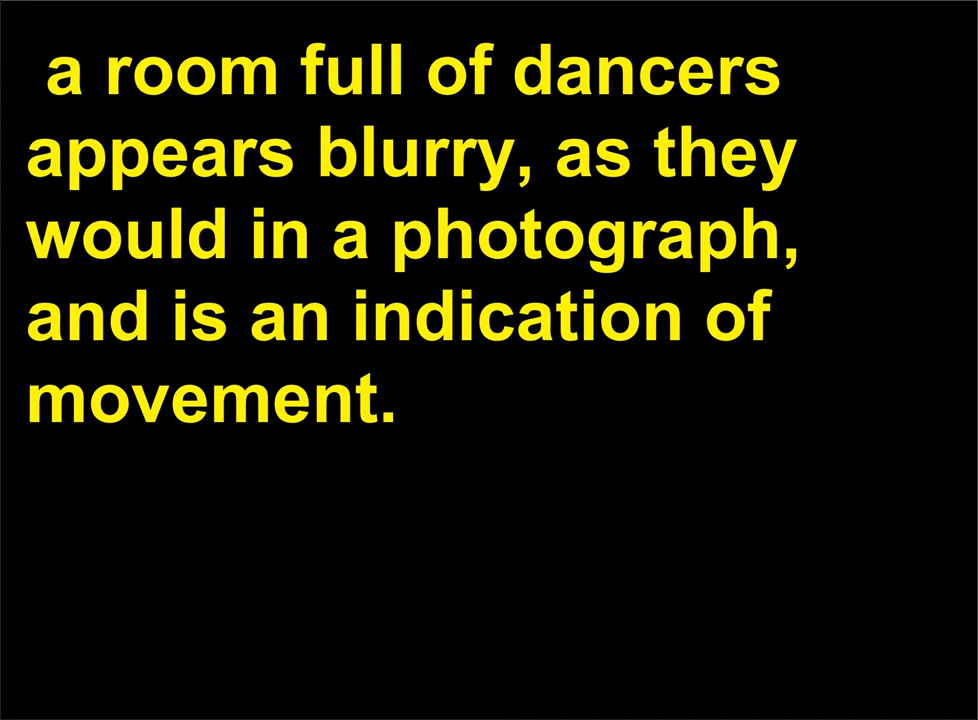 a room full of dancers
appears blurry, as they
would in a photograph,
and is an indication of
movement.